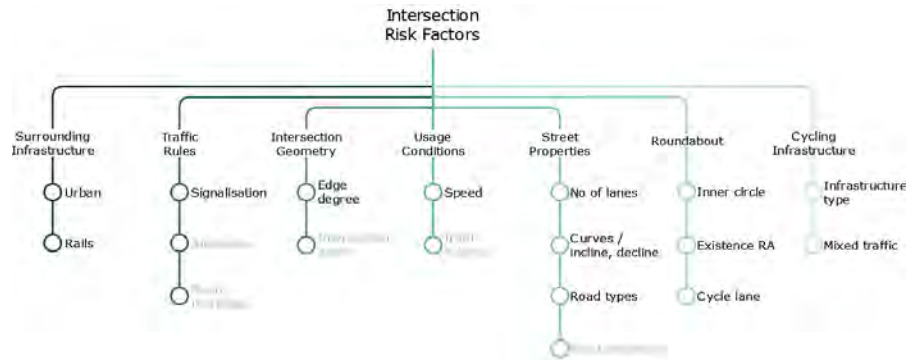 Intersection
Risk Factors
Surrounding
Infrastructure
Traffic
Rules
Intersection
Geometry
Usage
Conditions
Street
Properties
Roundabout
Cycling
Infrastructure
Urban
Signalisation
Edge
degree
Speed
No of lanes
Inner circle
Infrastructure
type
Rails
Curves /
incline, decline
Existence RA
Mixed traffic
Road types
Cycle lane